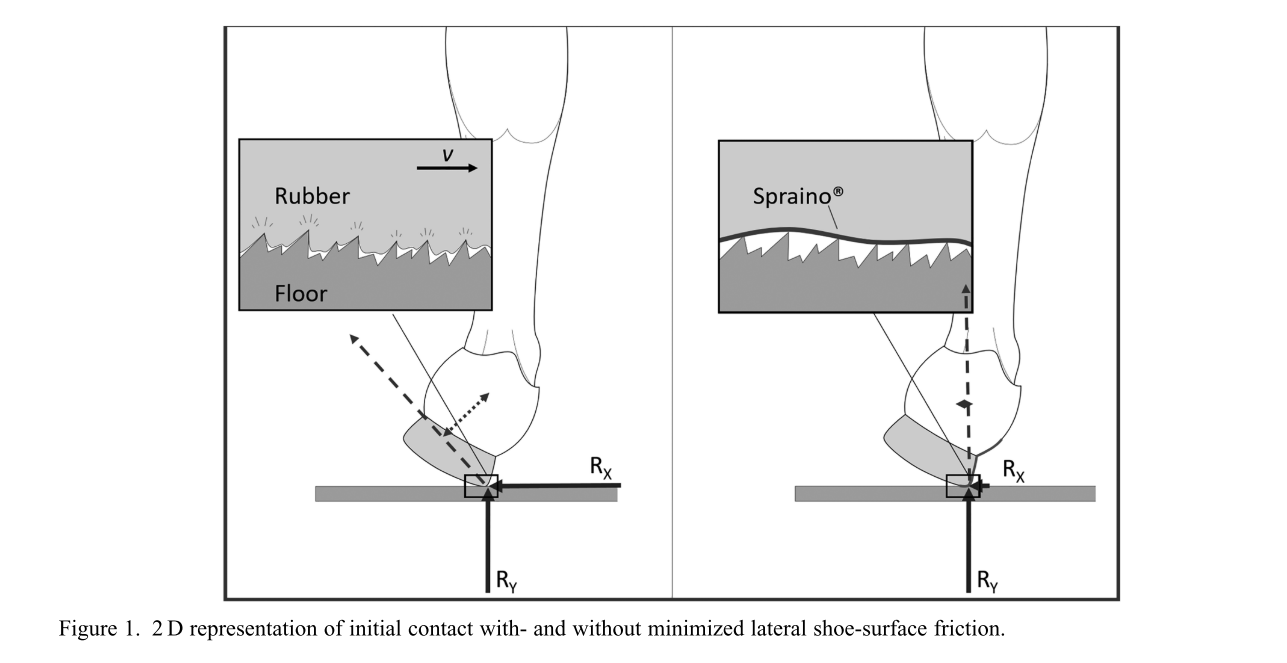 v
Rubber
Floor
R_X
R_Y
Spraino®
R_X
R_Y
Figure 1. 2 D representation of initial contact with- and without minimized lateral shoe-surface friction.